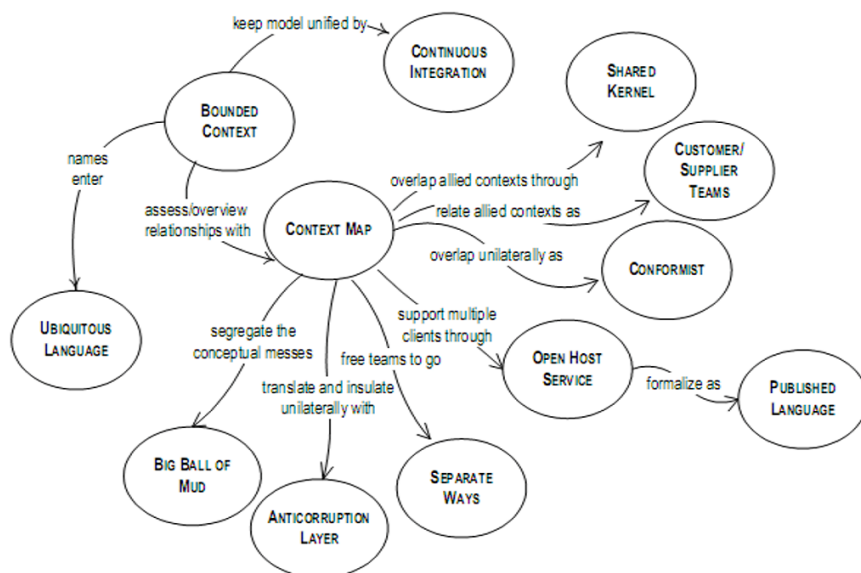 keep model unified by
CONTINUOUS
INTEGRATION
SHARED
KERNEL
BOUNDED
CONTEXT
CUSTOMER/
SUPPLIER
TEAMS
names
enter
overlap allied contexts through
assess/overview
relationships with
relate allied contexts as
CONTEXT MAP
overlap unilaterally as
CONFORMIST
UBIQUITOUS
LANGUAGE
segregate the
conceptual messes
support multiple
clients through
free teams to go
OPEN HOST
SERVICE
formalize as
PUBLISHED
LANGUAGE
translate and insulate
unilaterally with
BIG BALL OF
MUD
SEPARATE
WAYS
ANTICORRUPTION
LAYER